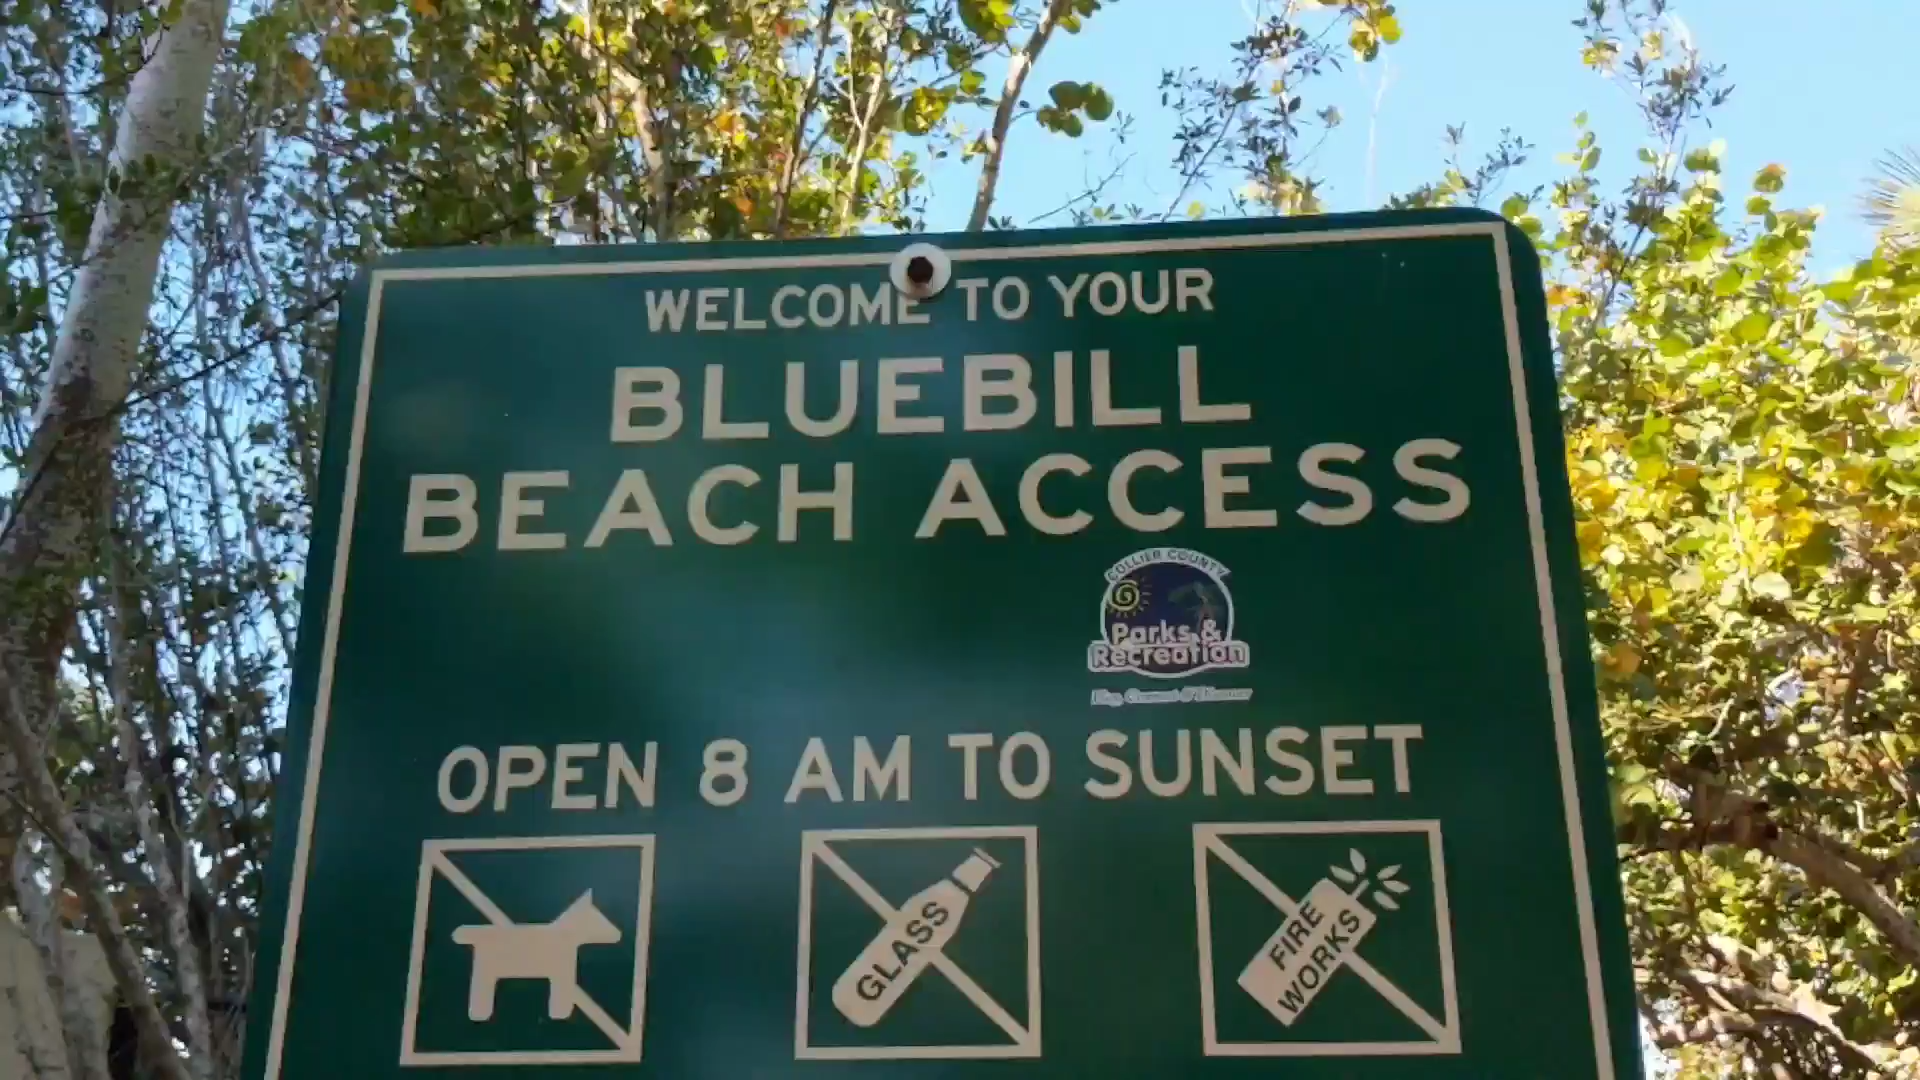 WELCOME TO YOUR
BLUEBILL
BEACH ACCESS
COLLIER COUNTY
Parks &
Recreation
OPEN 8 AM TO SUNSET
GLASS
FIRE
WORKS